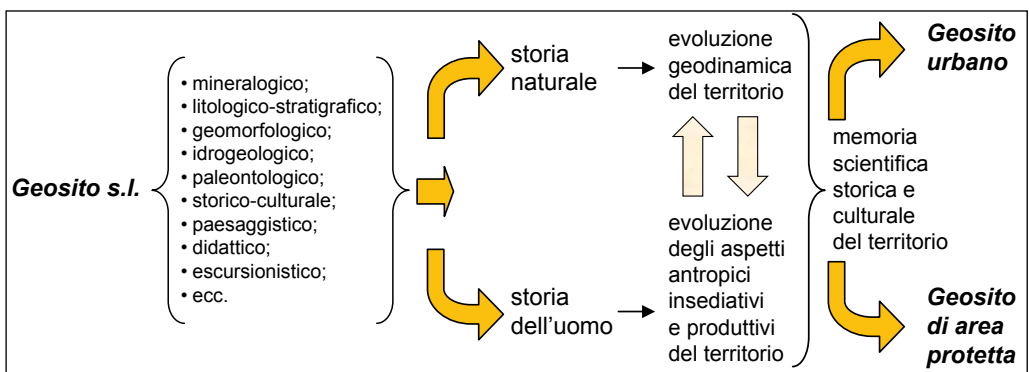 Geosito s.l.
• mineralogico;
• litologico-stratigrafico;
• geomorfologico;
• idrogeologico;
• paleontologico;
• storico-culturale;
• paesaggistico;
• didattico;
• escursionistico;
• ecc.
storia
naturale
storia
dell'uomo
evoluzione
geodinamica
del territorio
evoluzione
degli aspetti
antropici
insediativi
e produttivi
del territorio
memoria
scientifica
storica e
culturale
del territorio
Geosito
urbano
Geosito
di area
protetta